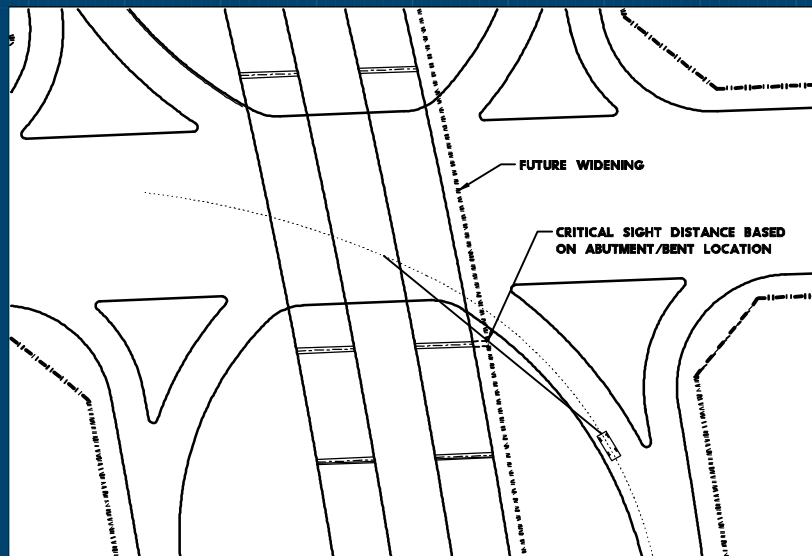 FUTURE WIDENING
CRITICAL SIGHT DISTANCE BASED
ON ABUTMENT/BENT LOCATION